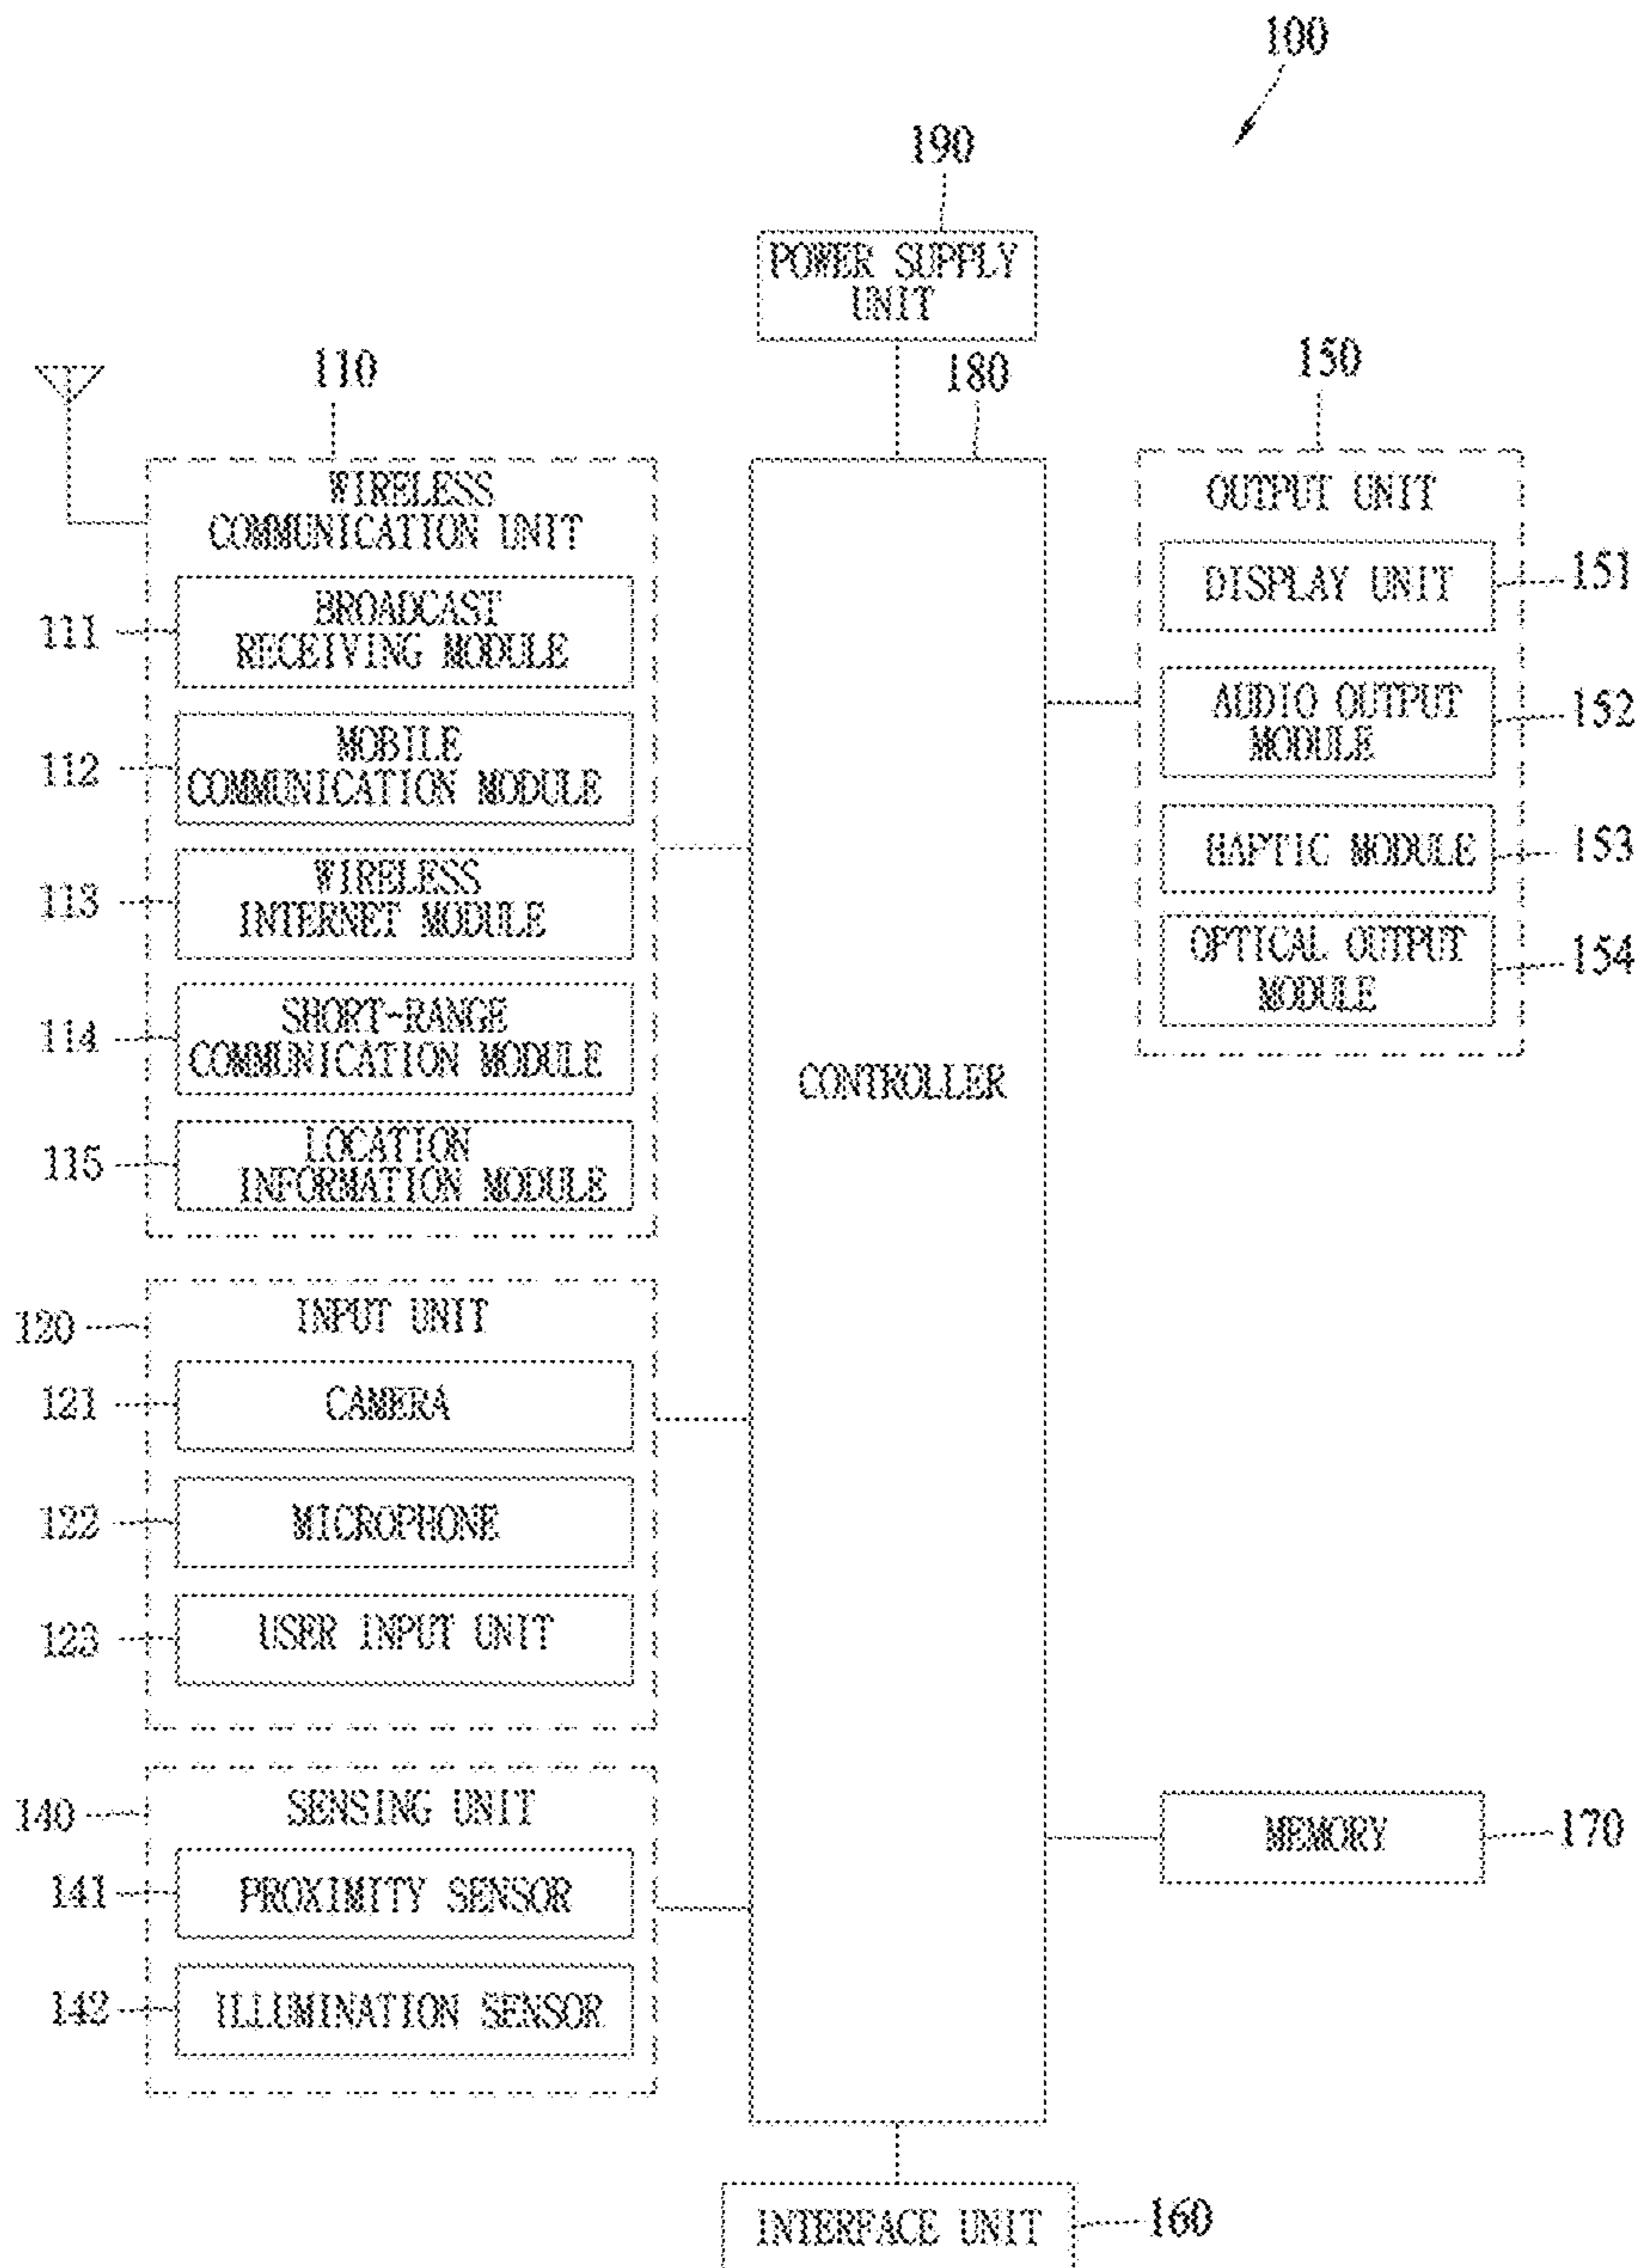 100
190
POWER SUPPLY
UNIT
110
180
150
WIRELESS
COMMUNICATION UNIT
111
BROADCAST
RECEIVING MODULE
112
MOBILE
COMMUNICATION MODULE
113
WIRELESS
INTERNET MODULE
114
SHORT-RANGE
COMMUNICATION MODULE
115
LOCATION
INFORMATION MODULE
120
INPUT UNIT
121
CAMERA
122
MICROPHONE
123
USER INPUT UNIT
140
SENSING UNIT
141
PROXIMITY SENSOR
142
ILLUMINATION SENSOR
CONTROLLER
OUTPUT UNIT
DISPLAY UNIT
151
AUDIO OUTPUT
MODULE
152
HAPTIC MODULE
153
OPTICAL OUTPUT
MODULE
154
MEMORY
170
INTERFACE UNIT
160